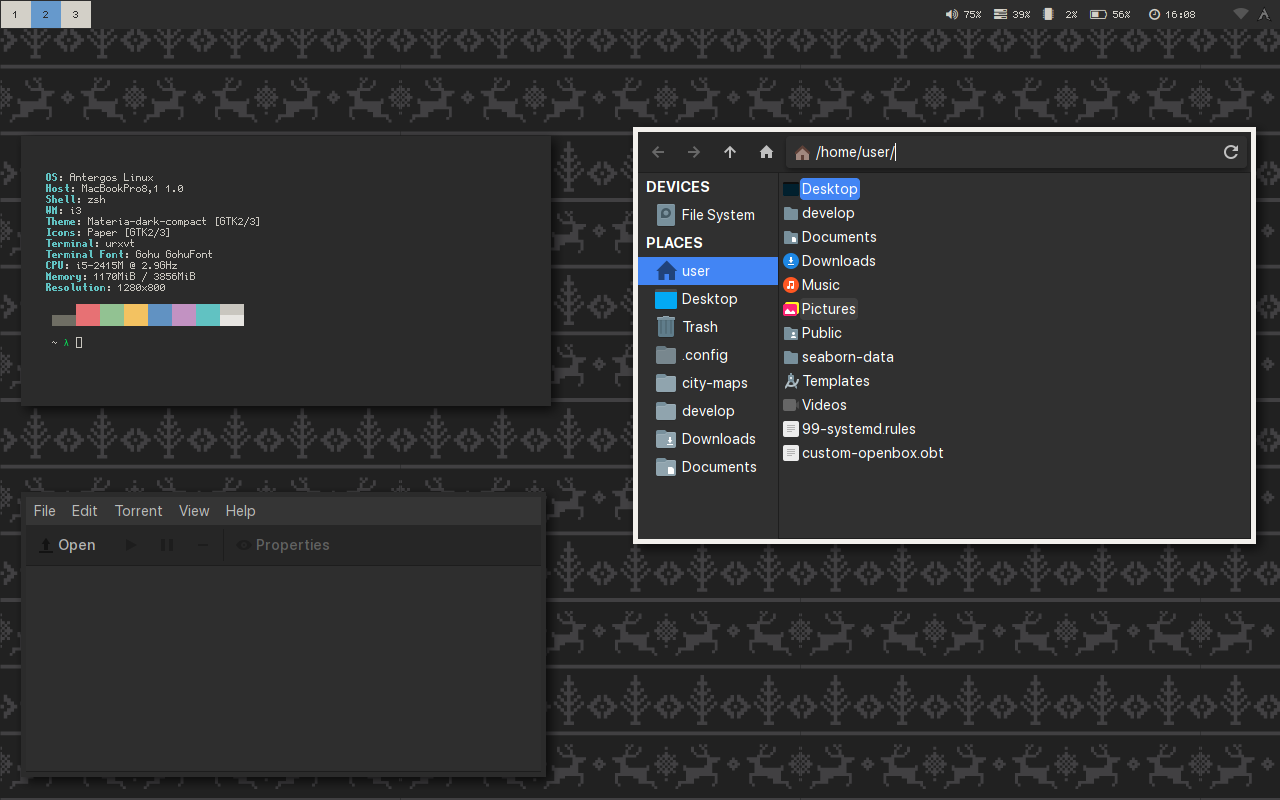 1 2 3 75% 39% 2% 56% 16:08
OS: Antergos Linux
Host: MacBookPro8,1 1.0
Shell: zsh
WM: i3
Theme: Materia-dark-compact [GTK2/3]
Icons: Paper [GTK2/3]
Terminal: urxvt
Terminal Font: Gohu GohuFont
CPU: i5-2415M @ 2.9GHz
Memory: 1170MiB / 3856MiB
Resolution: 1280x800
~ λ
/home/user/
DEVICES
File System
PLACES
user
Desktop
Trash
.config
city-maps
develop
Downloads
Documents
Desktop
develop
Documents
Downloads
Music
Pictures
Public
seaborn-data
Templates
Videos
99-systemd.rules
custom-openbox.obt
File Edit Torrent View Help
Open Properties